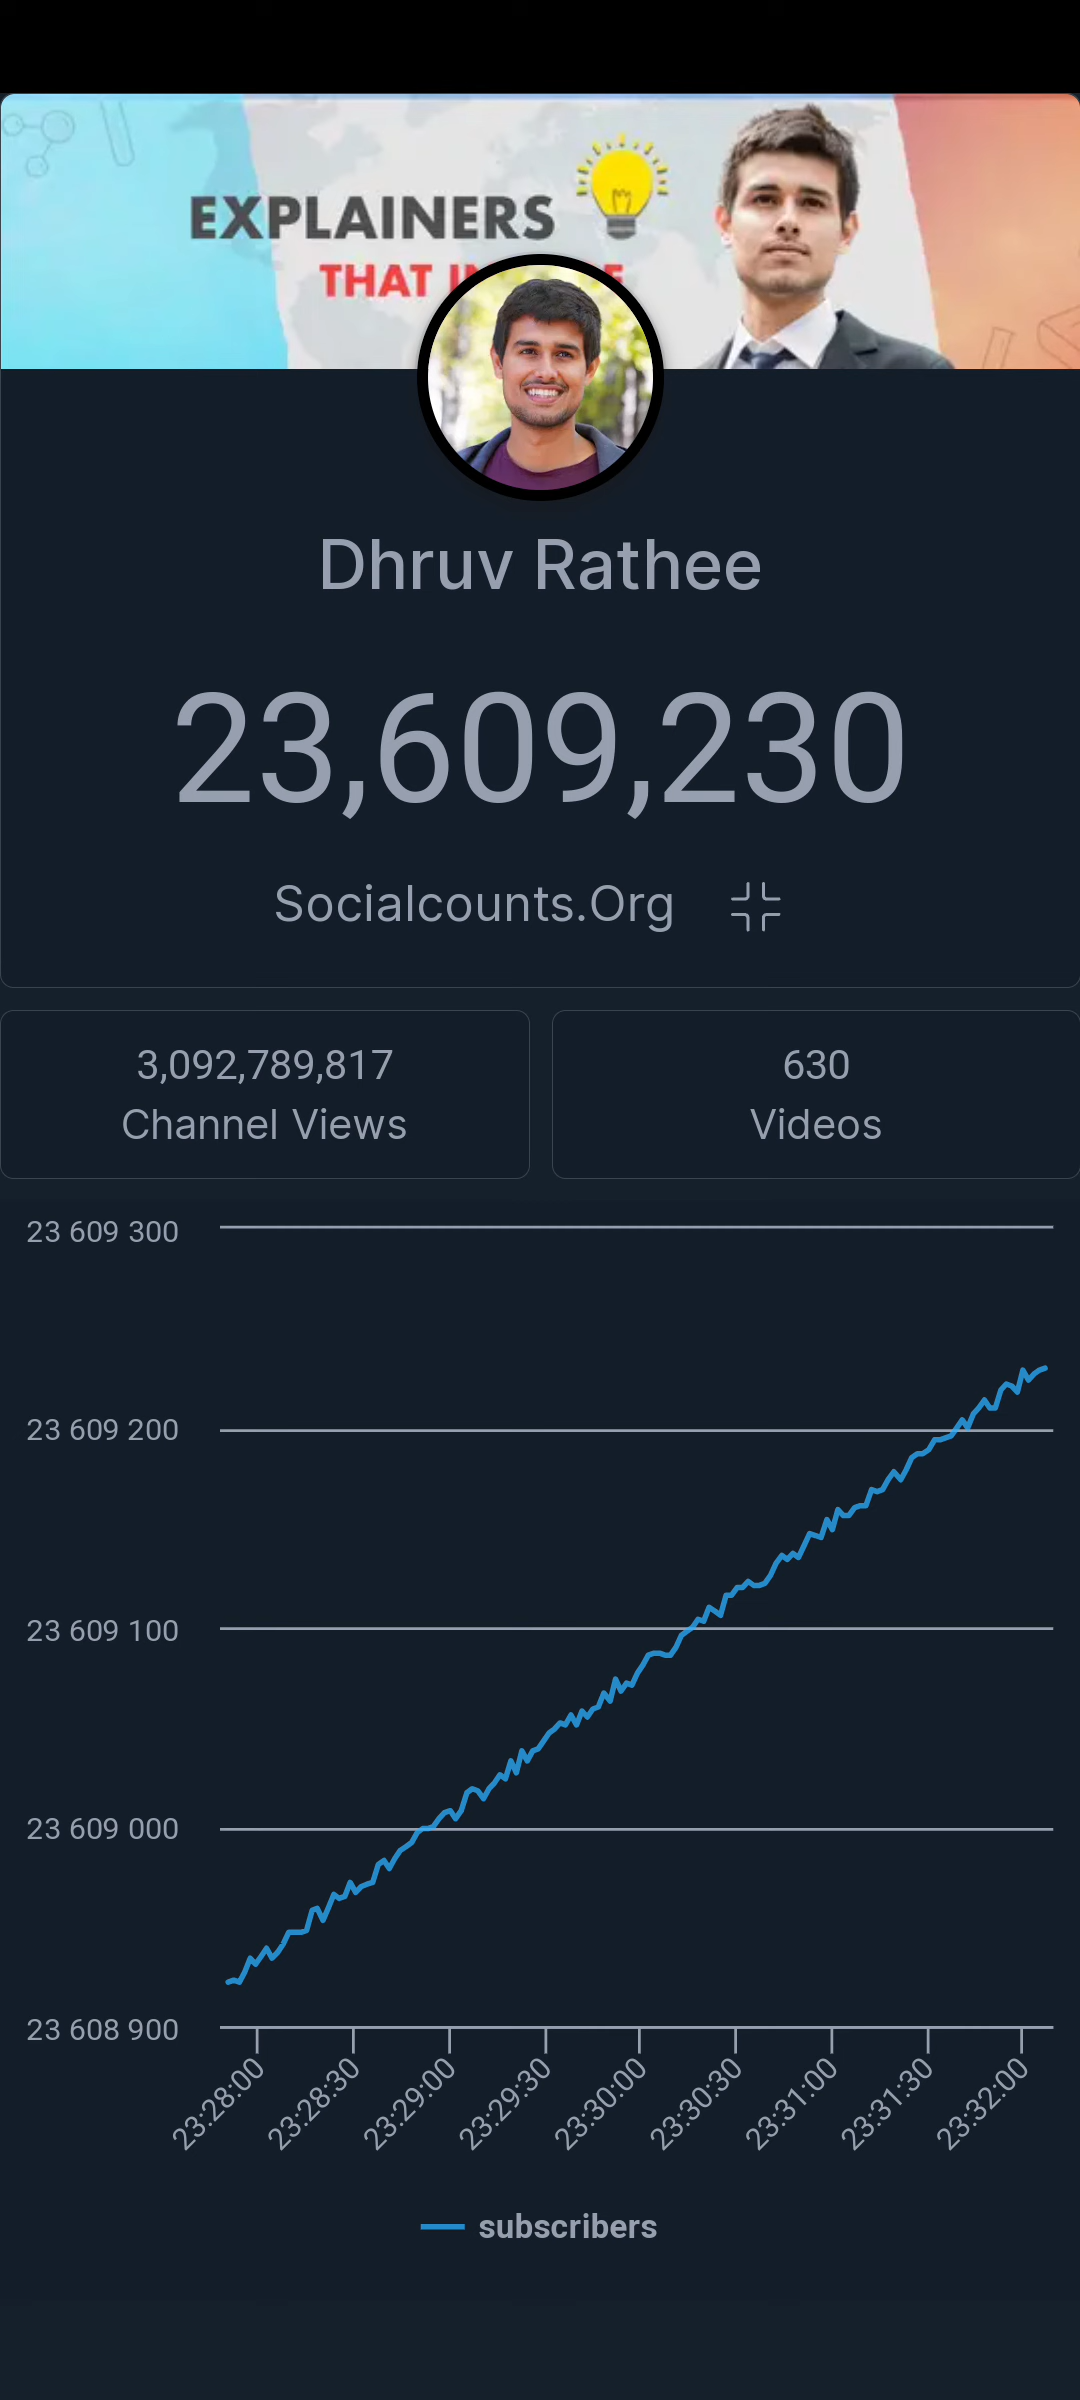 EXPLAINERS
THAT
Dhruv Rathee
23,609,230
Socialcounts.Org
3,092,789,817
Channel Views
630
Videos
23 609 300
23 609 200
23 609 100
23 609 000
23 608 900
23:28:00
23:28:30
23:29:00
23:29:30
23:30:00
23:30:30
23:31:00
23:31:30
23:32:00
subscribers